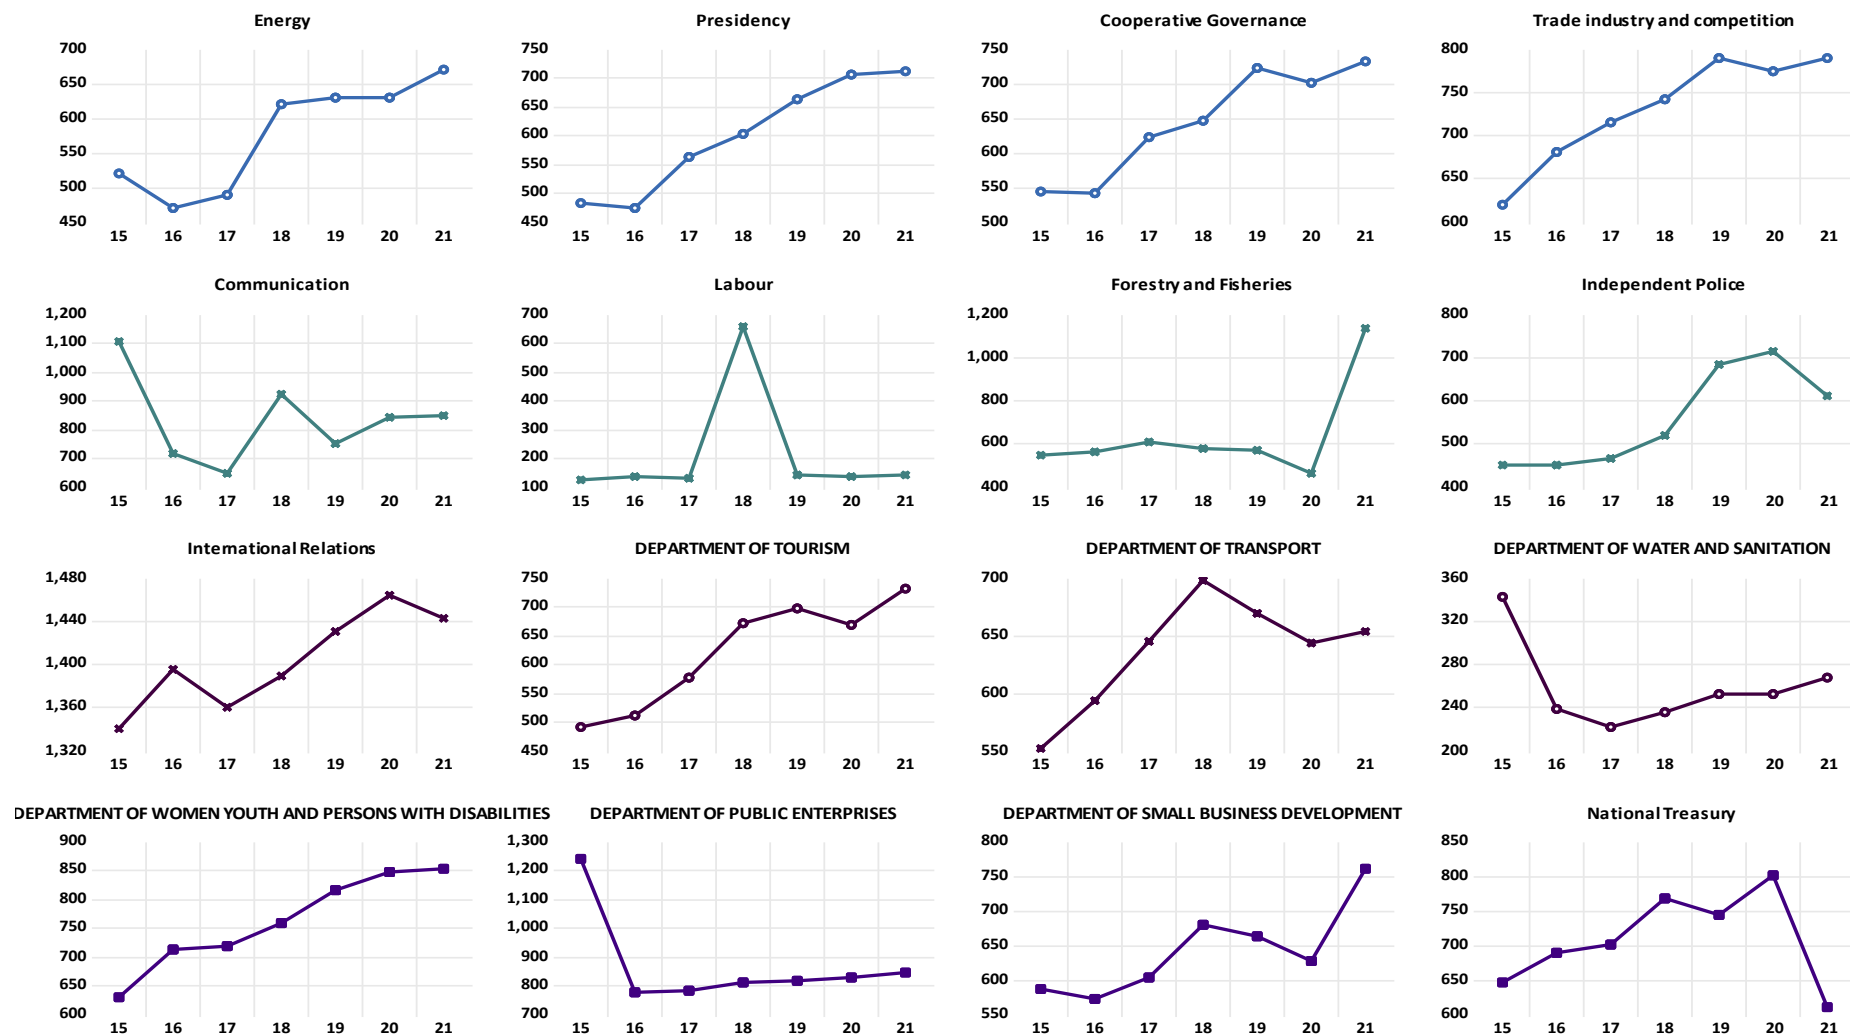 Energy
700
650
600
550
500
450
15 16 17 18 19 20 21
Presidency
750
700
650
600
550
500
450
15 16 17 18 19 20 21
Cooperative Governance
750
700
650
600
550
500
15 16 17 18 19 20 21
Trade industry and competition
800
750
700
650
600
15 16 17 18 19 20 21
Communication
1,200
1,100
1,000
900
800
700
600
15 16 17 18 19 20 21
Labour
700
600
500
400
300
200
100
15 16 17 18 19 20 21
Forestry and Fisheries
1,200
1,000
800
600
400
15 16 17 18 19 20 21
Independent Police
800
700
600
500
400
15 16 17 18 19 20 21
International Relations
1,480
1,440
1,400
1,360
1,320
15 16 17 18 19 20 21
DEPARTMENT OF TOURISM
750
700
650
600
550
500
450
15 16 17 18 19 20 21
DEPARTMENT OF TRANSPORT
700
650
600
550
15 16 17 18 19 20 21
DEPARTMENT OF WATER AND SANITATION
360
320
280
240
200
15 16 17 18 19 20 21
DEPARTMENT OF WOMEN YOUTH AND PERSONS WITH DISABILITIES
900
850
800
750
700
650
600
15 16 17 18 19 20 21
DEPARTMENT OF PUBLIC ENTERPRISES
1,300
1,200
1,100
1,000
900
800
700
15 16 17 18 19 20 21
DEPARTMENT OF SMALL BUSINESS DEVELOPMENT
800
750
700
650
600
550
15 16 17 18 19 20 21
National Treasury
850
800
750
700
650
600
15 16 17 18 19 20 21